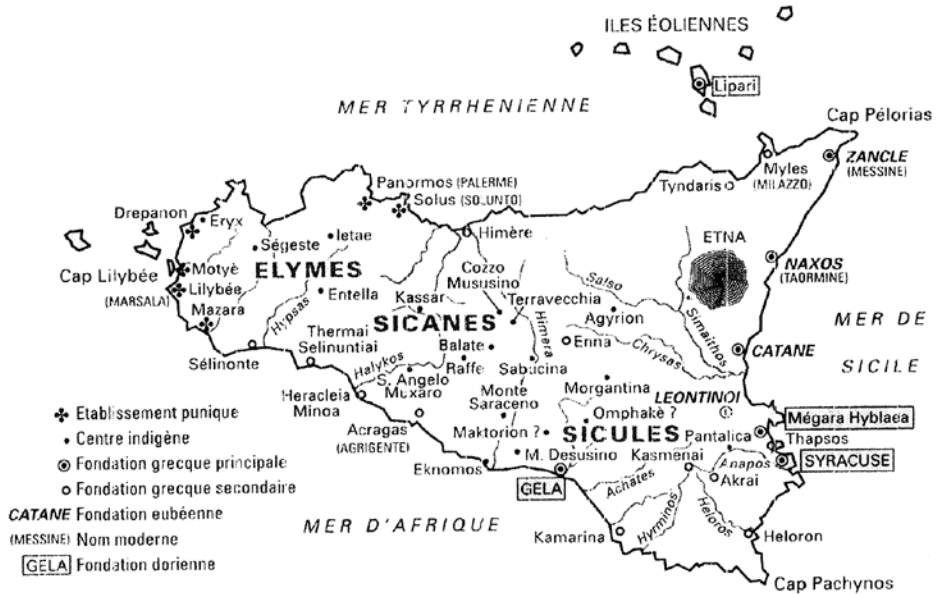 ILES ÉOLIENNES
Lipari
MER TYRRHENIENNE
Cap Pélorias
ZANCLE
(MESSINE)
Myles
(MILAZZO)
Tyndaris
Panormos (PALERME)
Solus (SOLUNTO)
Drepanon
Eryx
Ségeste
Ietae
Himère
ETNA
NAXOS
(TAORMINE)
Cap Lilybée
(MARSALA)
Motyè
Lilybée
Mazara
ELYMES
Entella
Hypsas
Cozzo
Mususino
Kassar
Terravecchia
Salso
Agyrion
Simaithos
SICANES
Himera
Enna
Chrysas
MER DE
SICILE
CATANE
Sélinonte
Thermai
Selinuntiai
Halykos
Balate
Raffe
Sabucina
S. Angelo
Muxaro
Heracleia
Minoa
Monte
Saraceno
Morgantina
LEONTINOI
Acragas
(AGRIGENTE)
Omphakè ?
Maktorion ?
SICULES
Mégara Hyblaea
Pantalica
Thapsos
Eknomos
M. Desusino
Kasmenai
Anapos
SYRACUSE
GELA
Achates
Akrai
Hyrminos
Heloros
Kamarina
Heloron
MER D'AFRIQUE
Cap Pachynos
Etablissement punique
Centre indigène
Fondation grecque principale
Fondation grecque secondaire
CATANE Fondation eubéenne
(MESSINE) Nom moderne
GELA Fondation dorienne